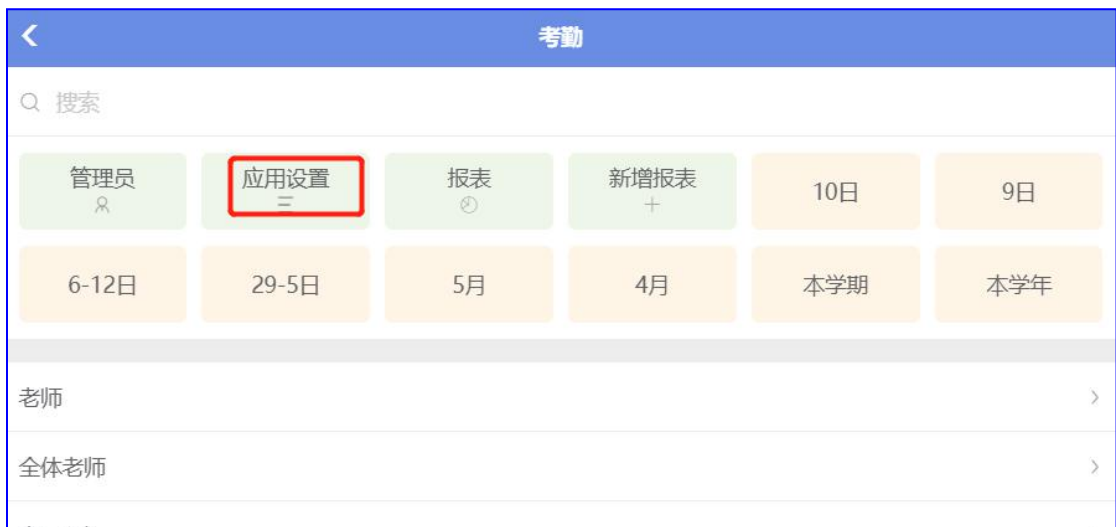 考勤
搜索
管理员 应用设置 报表 新增报表 10日 9日
6-12日 29-5日 5月 4月 本学期 本学年
老师
全体老师